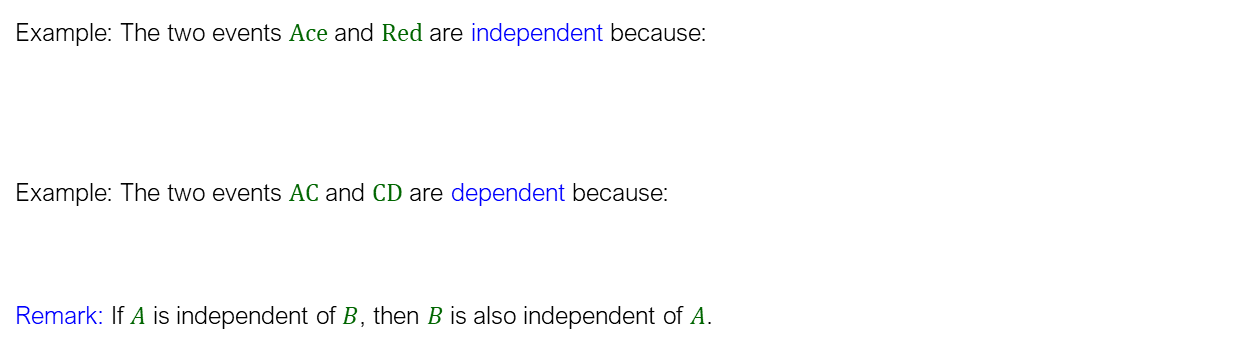 Example: The two events Ace and Red are independent because:
Example: The two events AC and CD are dependent because:
Remark: If A is independent of B, then B is also independent of A.